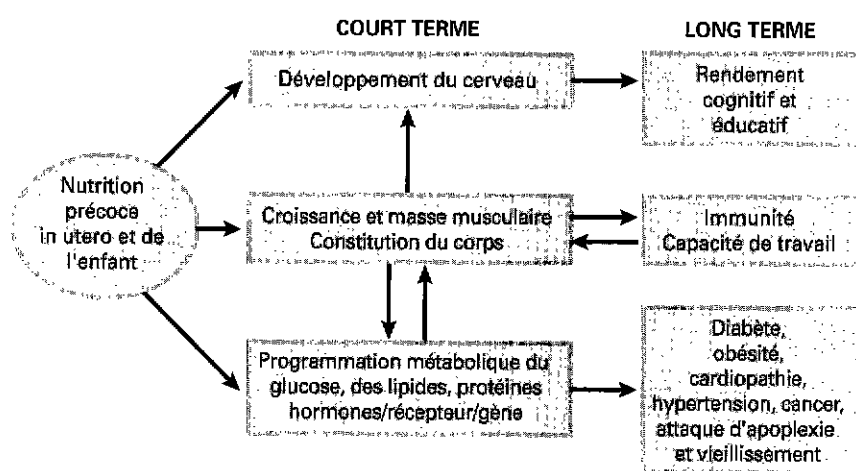 COURT TERME
LONG TERME
Développement du cerveau
Rendement
cognitif et
éducatif
Nutrition
précoce
in utero et de
l'enfant
Croissance et masse musculaire
Constitution du corps
Immunité
Capacité de travail
Programmation métabolique du
glucose, des lipides, protéines
hormones/récepteur/gène
Diabète,
obésité,
cardiopathie,
hypertension, cancer,
attaque d'apoplexie
et vieillissement